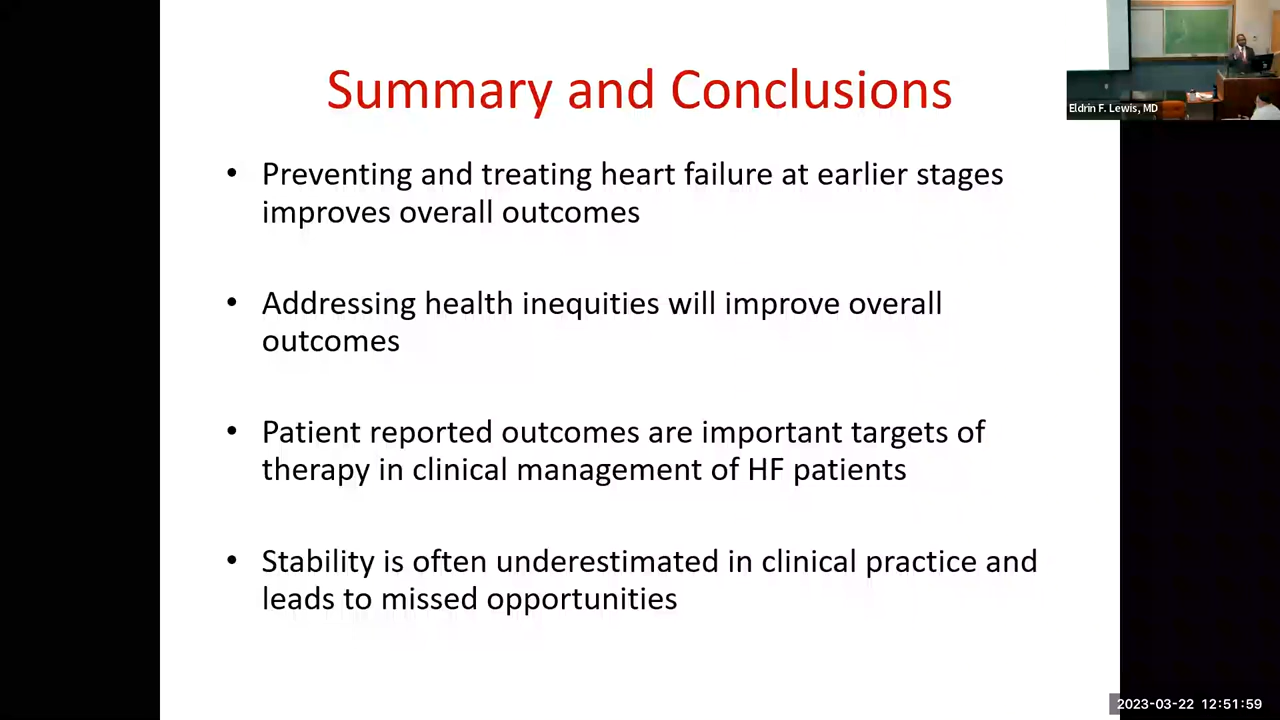 Summary and Conclusions
Eldrin F. Lewis, MD
• Preventing and treating heart failure at earlier stages
improves overall outcomes
• Addressing health inequities will improve overall
outcomes
• Patient reported outcomes are important targets of
therapy in clinical management of HF patients
• Stability is often underestimated in clinical practice and
leads to missed opportunities
2023-03-22 12:51:59